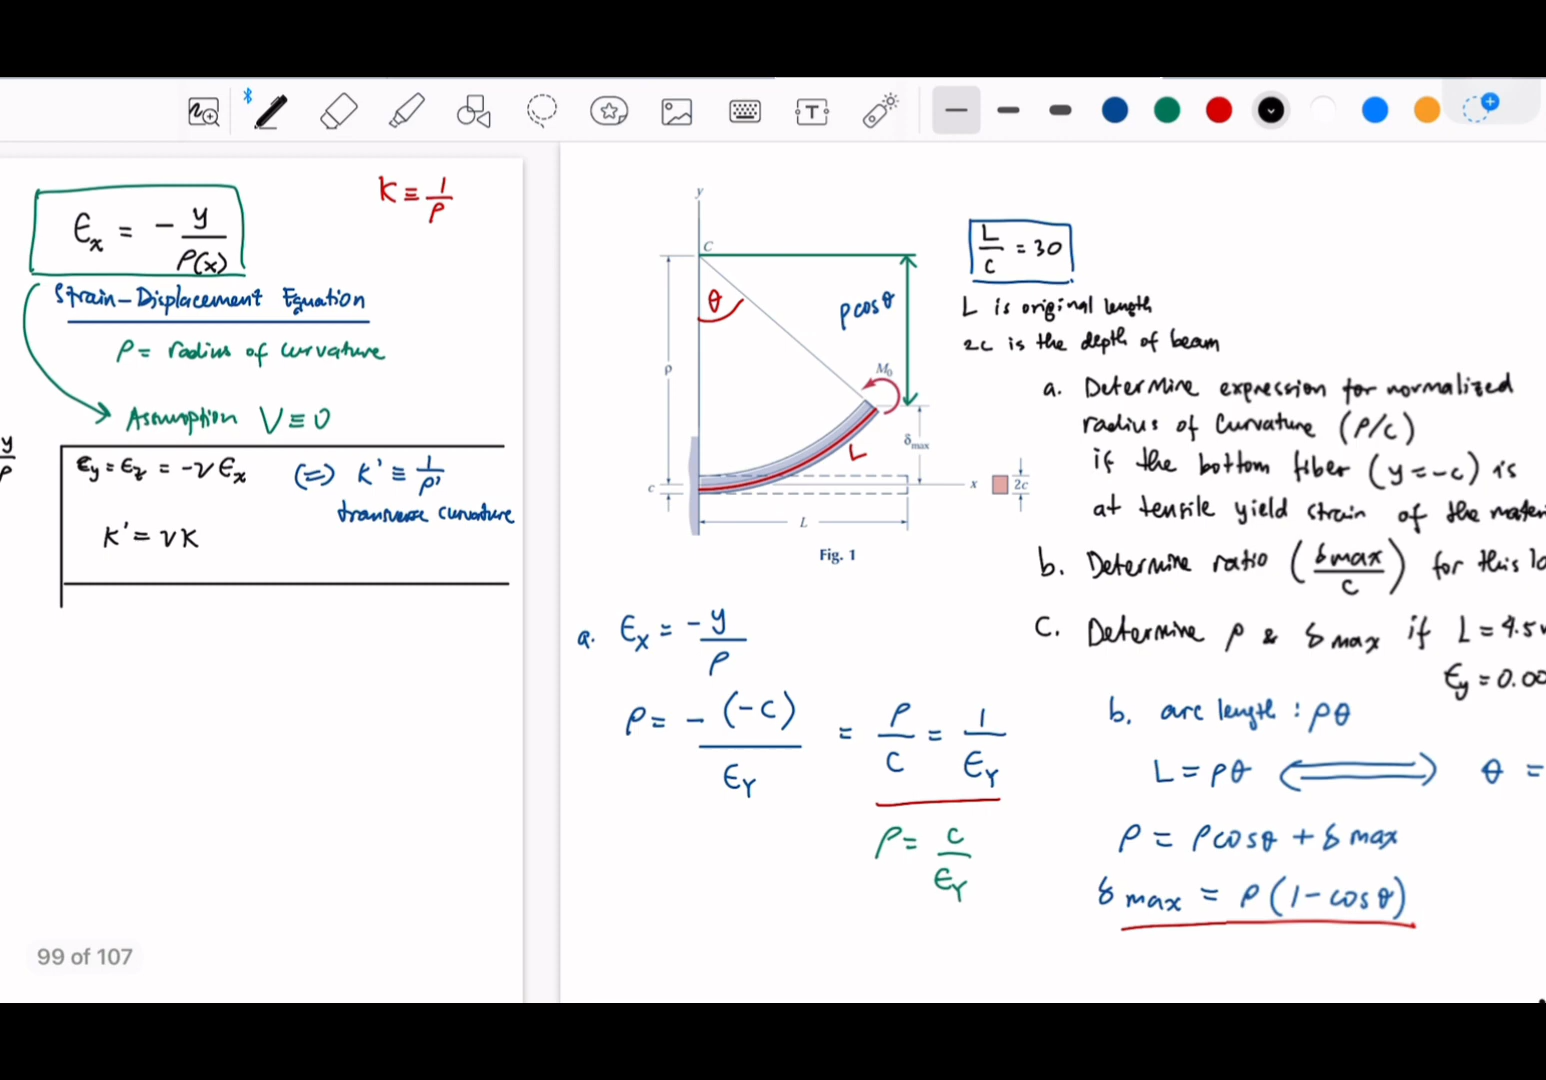 ϵx = - y / ρ(x)
K ≡ 1/ρ
Strain-Displacement Equation
ρ = radius of curvature
Assumption V ≡ 0
y/ρ
ϵy = ϵz = -νϵx (=) K' ≡ 1/ρ'
transverse curvature
K' = νK
99 of 107
y
C
θ
ρ cosθ
ρ
M0
δmax
L
c
x
2c
L
Fig. 1
L/c = 30
L is original length
2c is the depth of beam
a. Determine expression for normalized
radius of curvature (ρ/c)
if the bottom fiber (y=-c) is
at tensile yield strain of the
b. Determine ratio (δmax/c) for this
c. Determine ρ & δmax if L = 4.5
ϵy = 0.00
a. ϵx = - y/ρ
ρ = - (-c)/ϵY = ρ/c = 1/ϵY
ρ = c/ϵY
b. arc length : ρθ
L = ρθ ⟺ θ =
ρ = ρcosθ + δmax
δmax = ρ(1-cosθ)